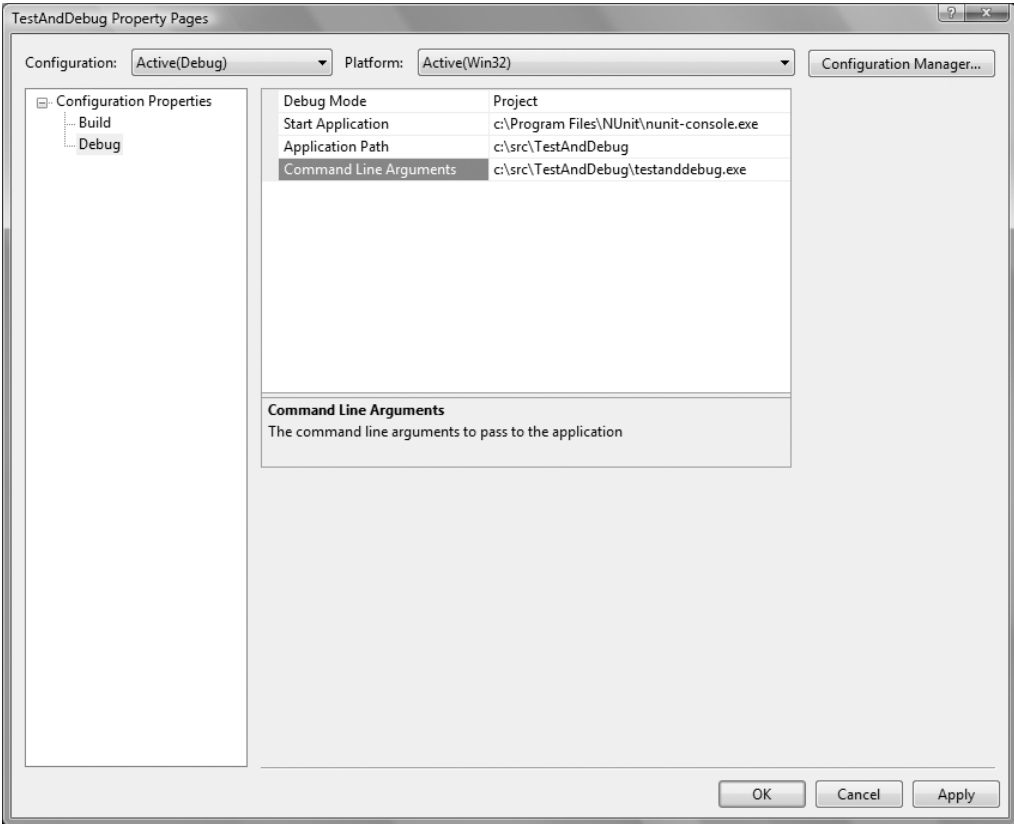 TestAndDebug Property Pages
Configuration: Active(Debug) Platform: Active(Win32) Configuration Manager...
Configuration Properties
Build
Debug
Debug Mode Project
Start Application c:\Program Files\NUnit\nunit-console.exe
Application Path c:\src\TestAndDebug
Command Line Arguments c:\src\TestAndDebug\testanddebug.exe
Command Line Arguments
The command line arguments to pass to the application
OK Cancel Apply